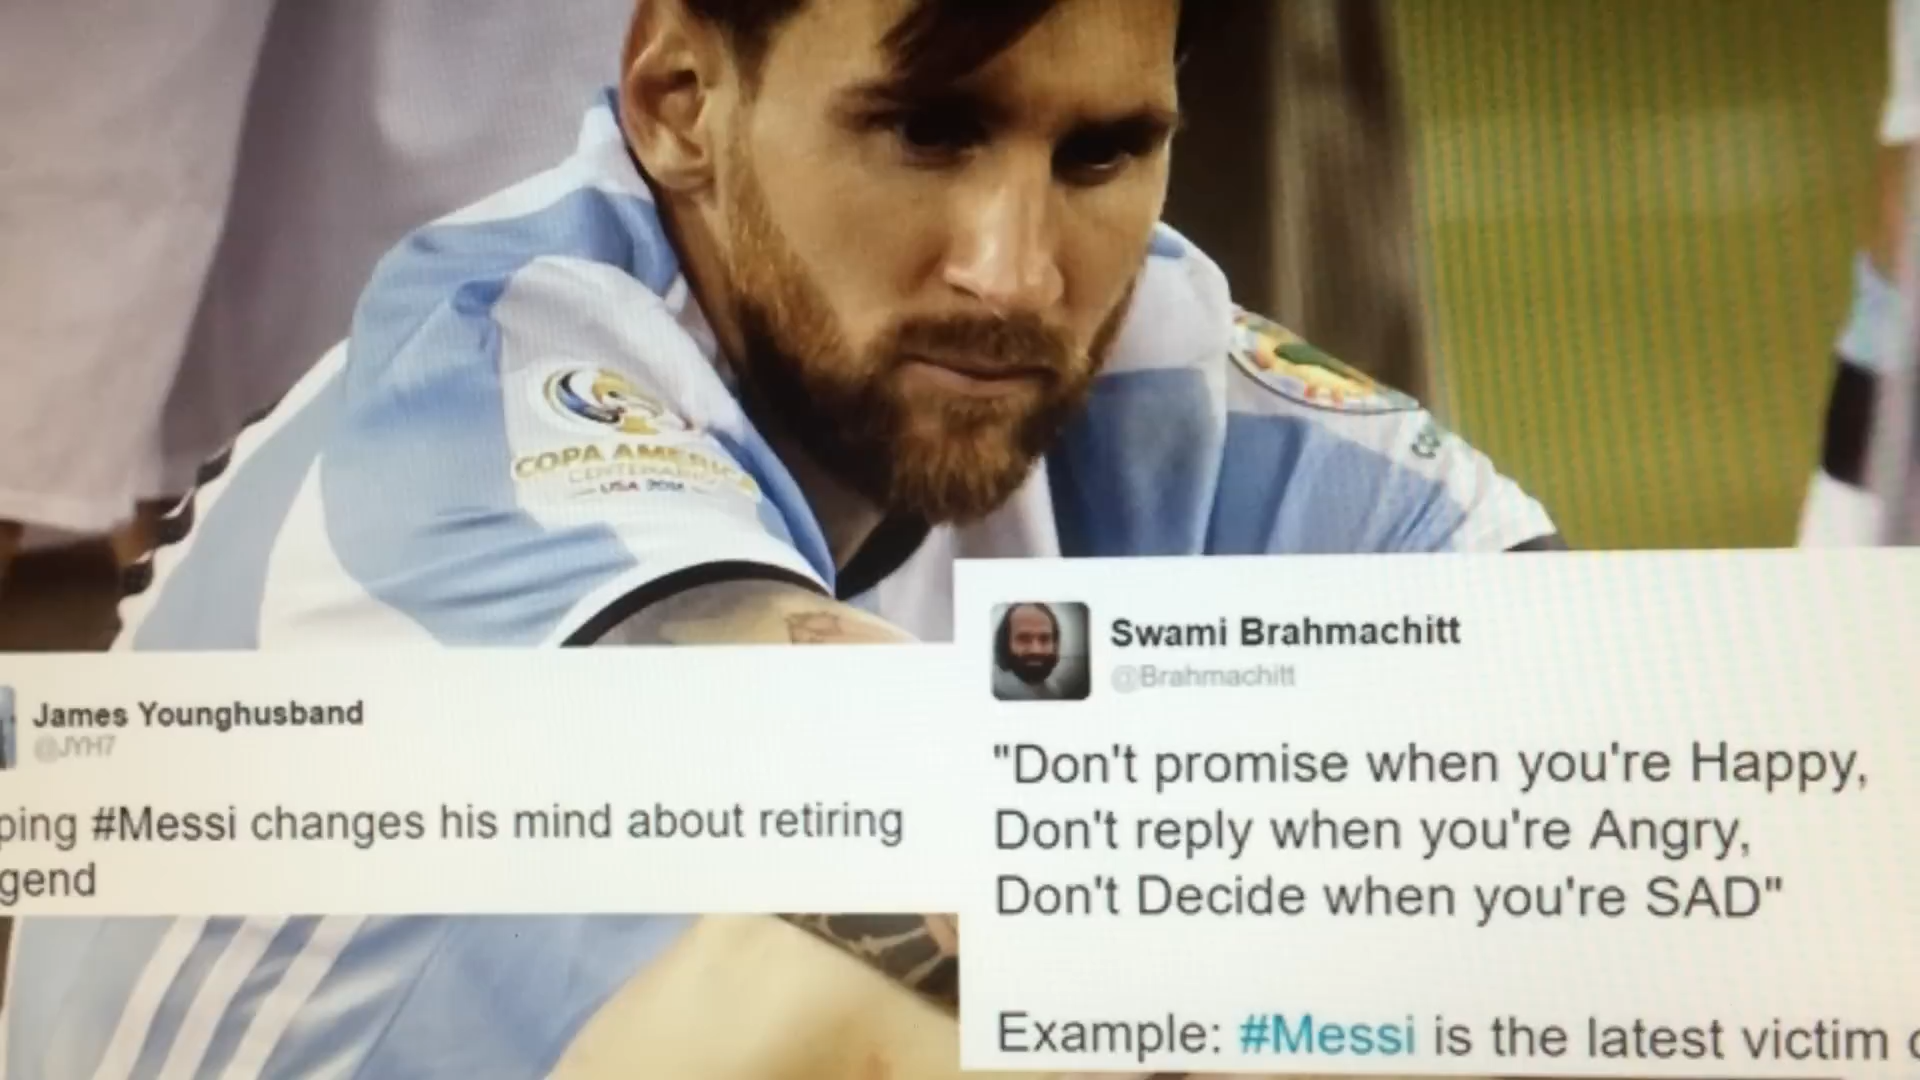 COPA AMERICA
CENTENARIO
USA 2016
James Younghusband
@JYH7
ping #Messi changes his mind about retiring
gend
Swami Brahmachitt
@Brahmachitt
"Don't promise when you're Happy,
Don't reply when you're Angry,
Don't Decide when you're SAD"
Example: #Messi is the latest victim